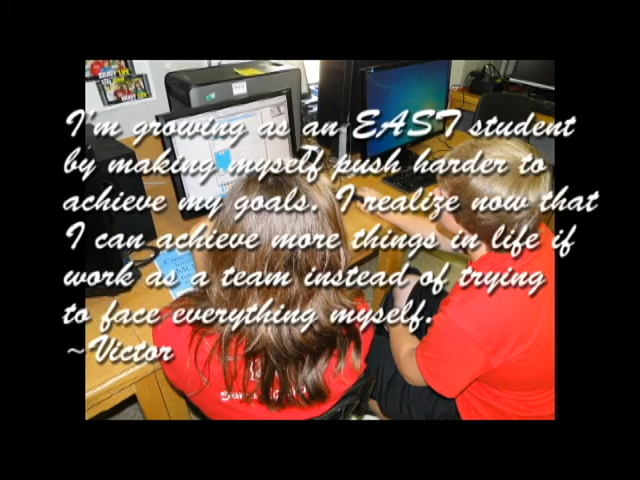 I'm growing as an EAST student
by making myself push harder to
achieve my goals. I realize now that
I can achieve more things in life if
work as a team instead of trying
to face everything myself.
~Victor